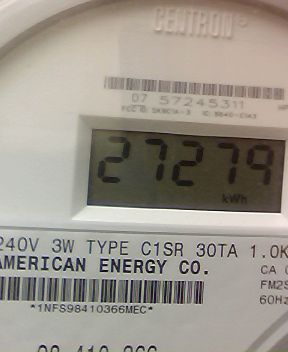 CENTRON®
07 57245311
27279
kWh
240V 3W TYPE C1SR 30TA 1.0K
AMERICAN ENERGY CO.
CA
FM2S
60Hz
*1NFS98410366MEC*